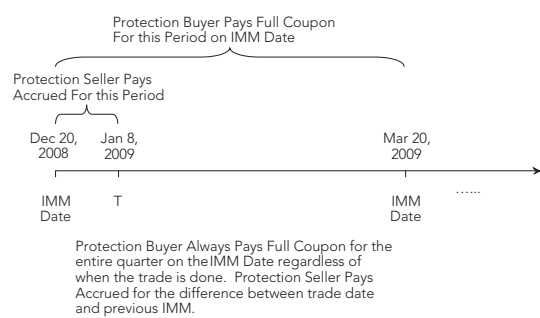 Protection Buyer Pays Full Coupon
For this Period on IMM Date
Protection Seller Pays
Accrued For this Period
Dec 20,
2008
Jan 8,
2009
Mar 20,
2009
IMM
Date
T
IMM
Date
…...
Protection Buyer Always Pays Full Coupon for the
entire quarter on the IMM Date regardless of
when the trade is done. Protection Seller Pays
Accrued for the difference between trade date
and previous IMM.